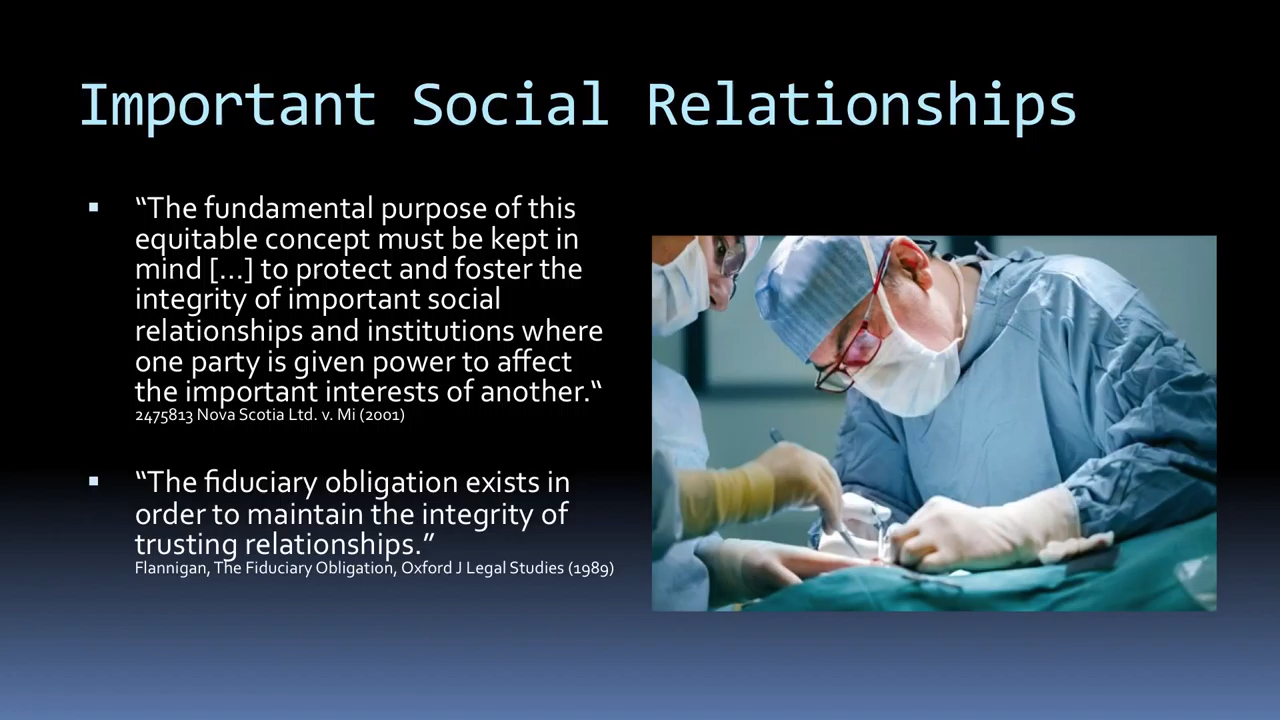 Important Social Relationships
▪ “The fundamental purpose of this
equitable concept must be kept in
mind [...] to protect and foster the
integrity of important social
relationships and institutions where
one party is given power to affect
the important interests of another.“
2475813 Nova Scotia Ltd. v. Mi (2001)
▪ “The fiduciary obligation exists in
order to maintain the integrity of
trusting relationships.”
Flannigan, The Fiduciary Obligation, Oxford J Legal Studies (1989)